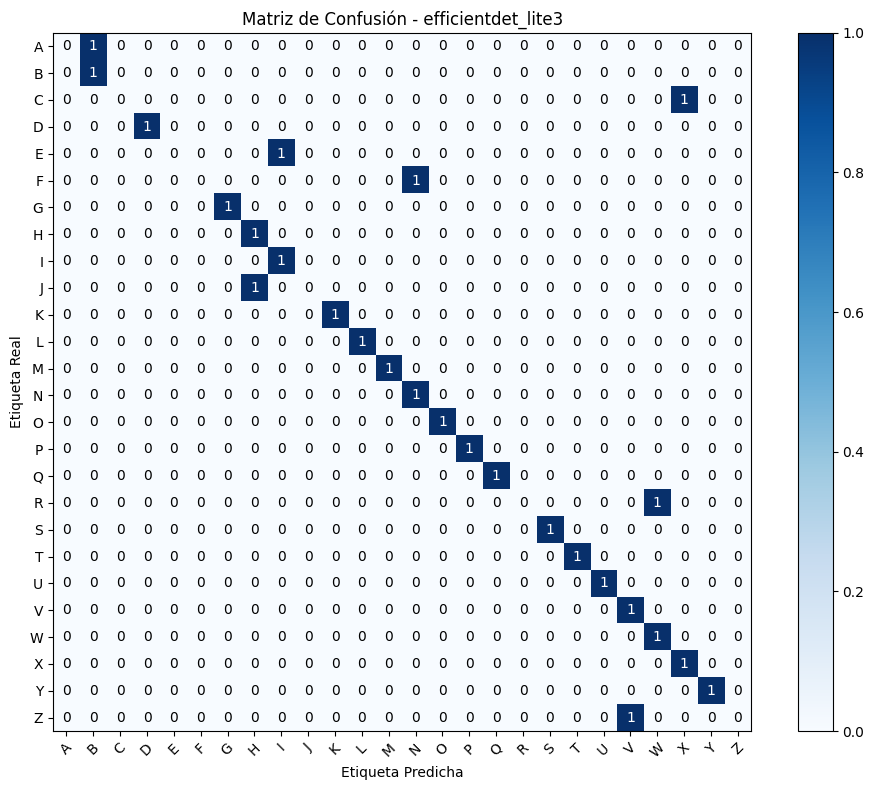 Matriz de Confusión - efficientdet_lite3
A 0 1 0 0 0 0 0 0 0 0 0 0 0 0 0 0 0 0 0 0 0 0 0 0 0 0
B 0 1 0 0 0 0 0 0 0 0 0 0 0 0 0 0 0 0 0 0 0 0 0 0 0 0
C 0 0 0 0 0 0 0 0 0 0 0 0 0 0 0 0 0 0 0 0 0 0 0 1 0 0
D 0 0 0 1 0 0 0 0 0 0 0 0 0 0 0 0 0 0 0 0 0 0 0 0 0 0
E 0 0 0 0 0 0 0 0 1 0 0 0 0 0 0 0 0 0 0 0 0 0 0 0 0 0
F 0 0 0 0 0 0 0 0 0 0 0 0 0 1 0 0 0 0 0 0 0 0 0 0 0 0
G 0 0 0 0 0 0 1 0 0 0 0 0 0 0 0 0 0 0 0 0 0 0 0 0 0 0
H 0 0 0 0 0 0 0 1 0 0 0 0 0 0 0 0 0 0 0 0 0 0 0 0 0 0
I 0 0 0 0 0 0 0 0 1 0 0 0 0 0 0 0 0 0 0 0 0 0 0 0 0 0
J 0 0 0 0 0 0 0 1 0 0 0 0 0 0 0 0 0 0 0 0 0 0 0 0 0 0
K 0 0 0 0 0 0 0 0 0 0 1 0 0 0 0 0 0 0 0 0 0 0 0 0 0 0
L 0 0 0 0 0 0 0 0 0 0 0 1 0 0 0 0 0 0 0 0 0 0 0 0 0 0
M 0 0 0 0 0 0 0 0 0 0 0 0 1 0 0 0 0 0 0 0 0 0 0 0 0 0
N 0 0 0 0 0 0 0 0 0 0 0 0 0 1 0 0 0 0 0 0 0 0 0 0 0 0
O 0 0 0 0 0 0 0 0 0 0 0 0 0 0 1 0 0 0 0 0 0 0 0 0 0 0
P 0 0 0 0 0 0 0 0 0 0 0 0 0 0 0 1 0 0 0 0 0 0 0 0 0 0
Q 0 0 0 0 0 0 0 0 0 0 0 0 0 0 0 0 1 0 0 0 0 0 0 0 0 0
R 0 0 0 0 0 0 0 0 0 0 0 0 0 0 0 0 0 0 0 0 0 0 1 0 0 0
S 0 0 0 0 0 0 0 0 0 0 0 0 0 0 0 0 0 0 1 0 0 0 0 0 0 0
T 0 0 0 0 0 0 0 0 0 0 0 0 0 0 0 0 0 0 0 1 0 0 0 0 0 0
U 0 0 0 0 0 0 0 0 0 0 0 0 0 0 0 0 0 0 0 0 1 0 0 0 0 0
V 0 0 0 0 0 0 0 0 0 0 0 0 0 0 0 0 0 0 0 0 0 1 0 0 0 0
W 0 0 0 0 0 0 0 0 0 0 0 0 0 0 0 0 0 0 0 0 0 0 1 0 0 0
X 0 0 0 0 0 0 0 0 0 0 0 0 0 0 0 0 0 0 0 0 0 0 0 1 0 0
Y 0 0 0 0 0 0 0 0 0 0 0 0 0 0 0 0 0 0 0 0 0 0 0 0 1 0
Z 0 0 0 0 0 0 0 0 0 0 0 0 0 0 0 0 0 0 0 0 0 1 0 0 0 0
A B C D E F G H I J K L M N O P Q R S T U V W X Y Z
Etiqueta Predicha
Etiqueta Real
1.0
0.8
0.6
0.4
0.2
0.0